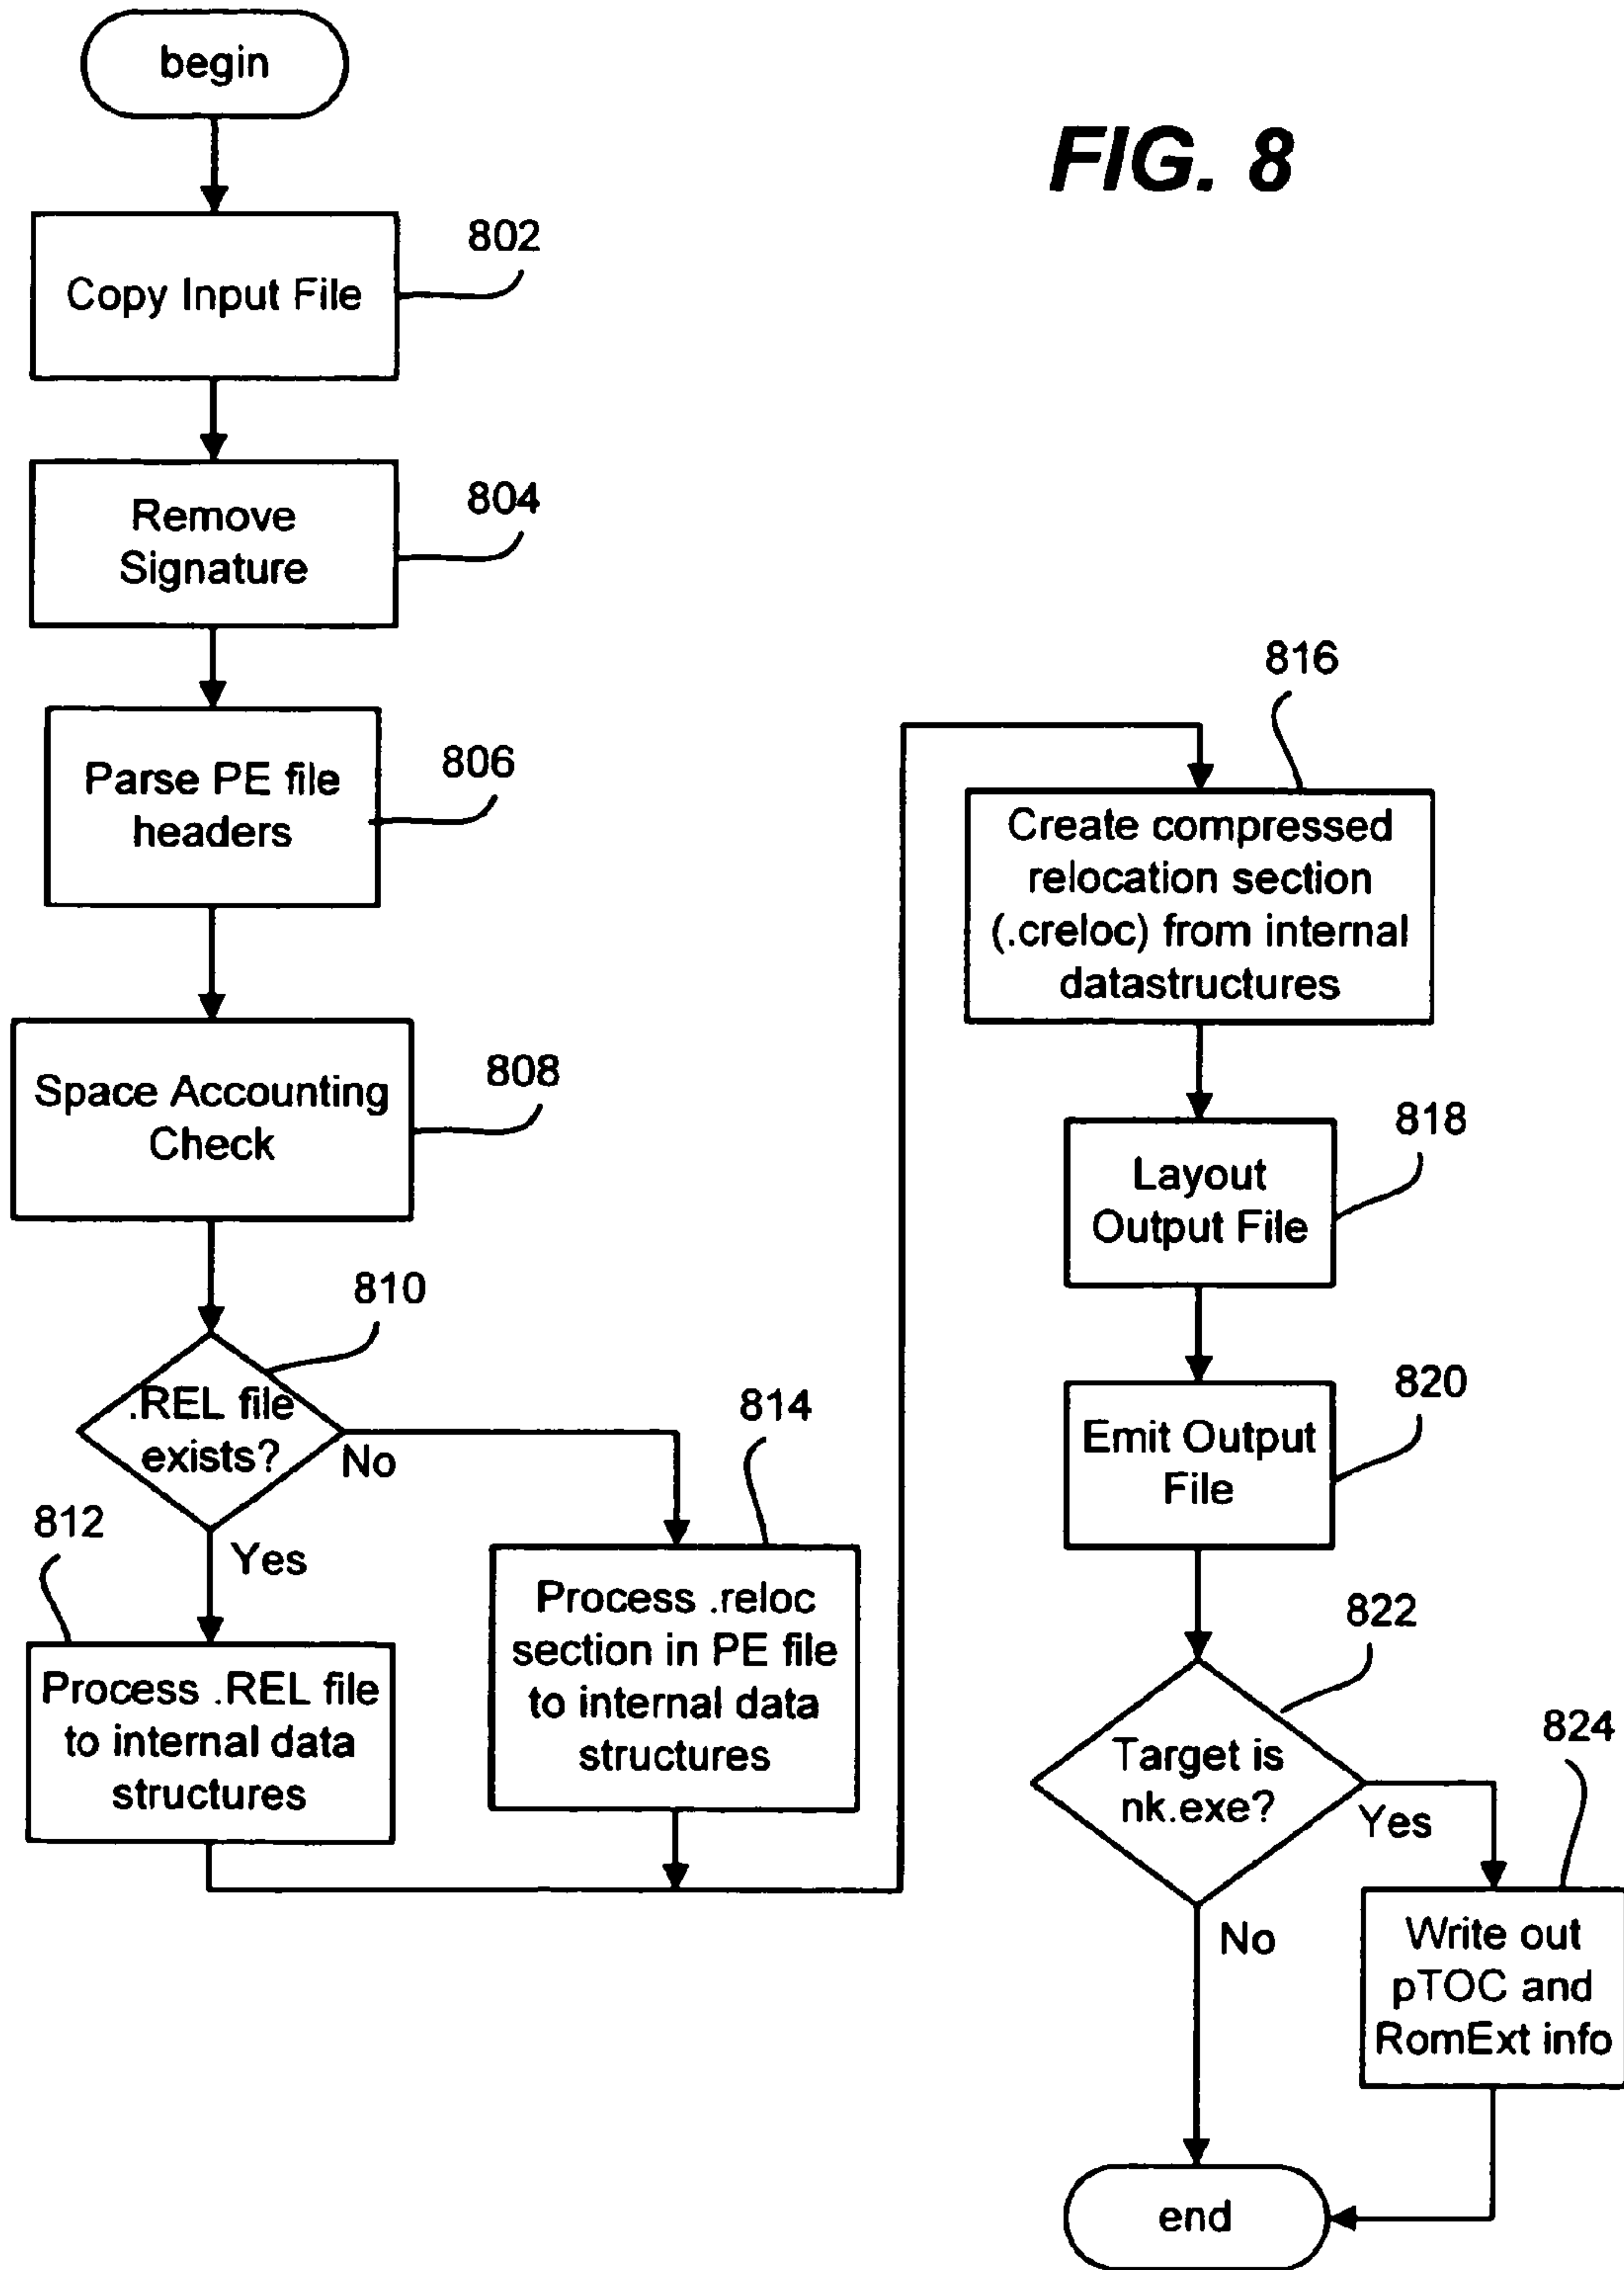 begin
FIG. 8
802
Copy Input File
804
Remove
Signature
806
Parse PE file
headers
808
Space Accounting
Check
810
.REL file
exists?
No
Yes
812
Process .REL file
to internal data
structures
814
Process .reloc
section in PE file
to internal data
structures
816
Create compressed
relocation section
(.creloc) from internal
datastructures
818
Layout
Output File
820
Emit Output
File
822
Target is
nk.exe?
Yes
No
824
Write out
pTOC and
RomExt info
end